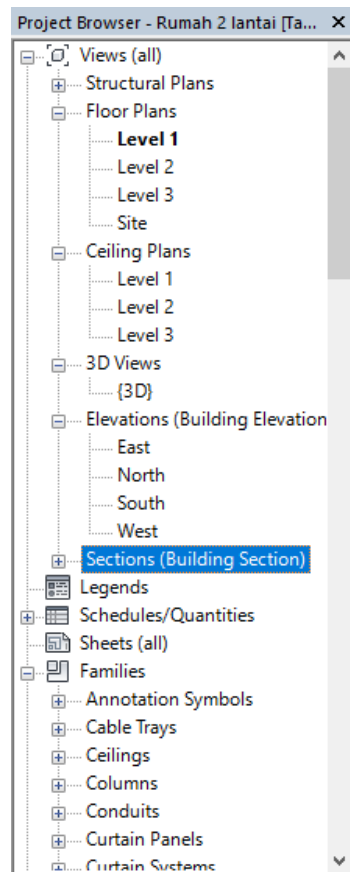 Project Browser - Rumah 2 lantai [Ta...
Views (all)
Structural Plans
Floor Plans
Level 1
Level 2
Level 3
Site
Ceiling Plans
Level 1
Level 2
Level 3
3D Views
{3D}
Elevations (Building Elevation
East
North
South
West
Sections (Building Section)
Legends
Schedules/Quantities
Sheets (all)
Families
Annotation Symbols
Cable Trays
Ceilings
Columns
Conduits
Curtain Panels
Curtain Systems